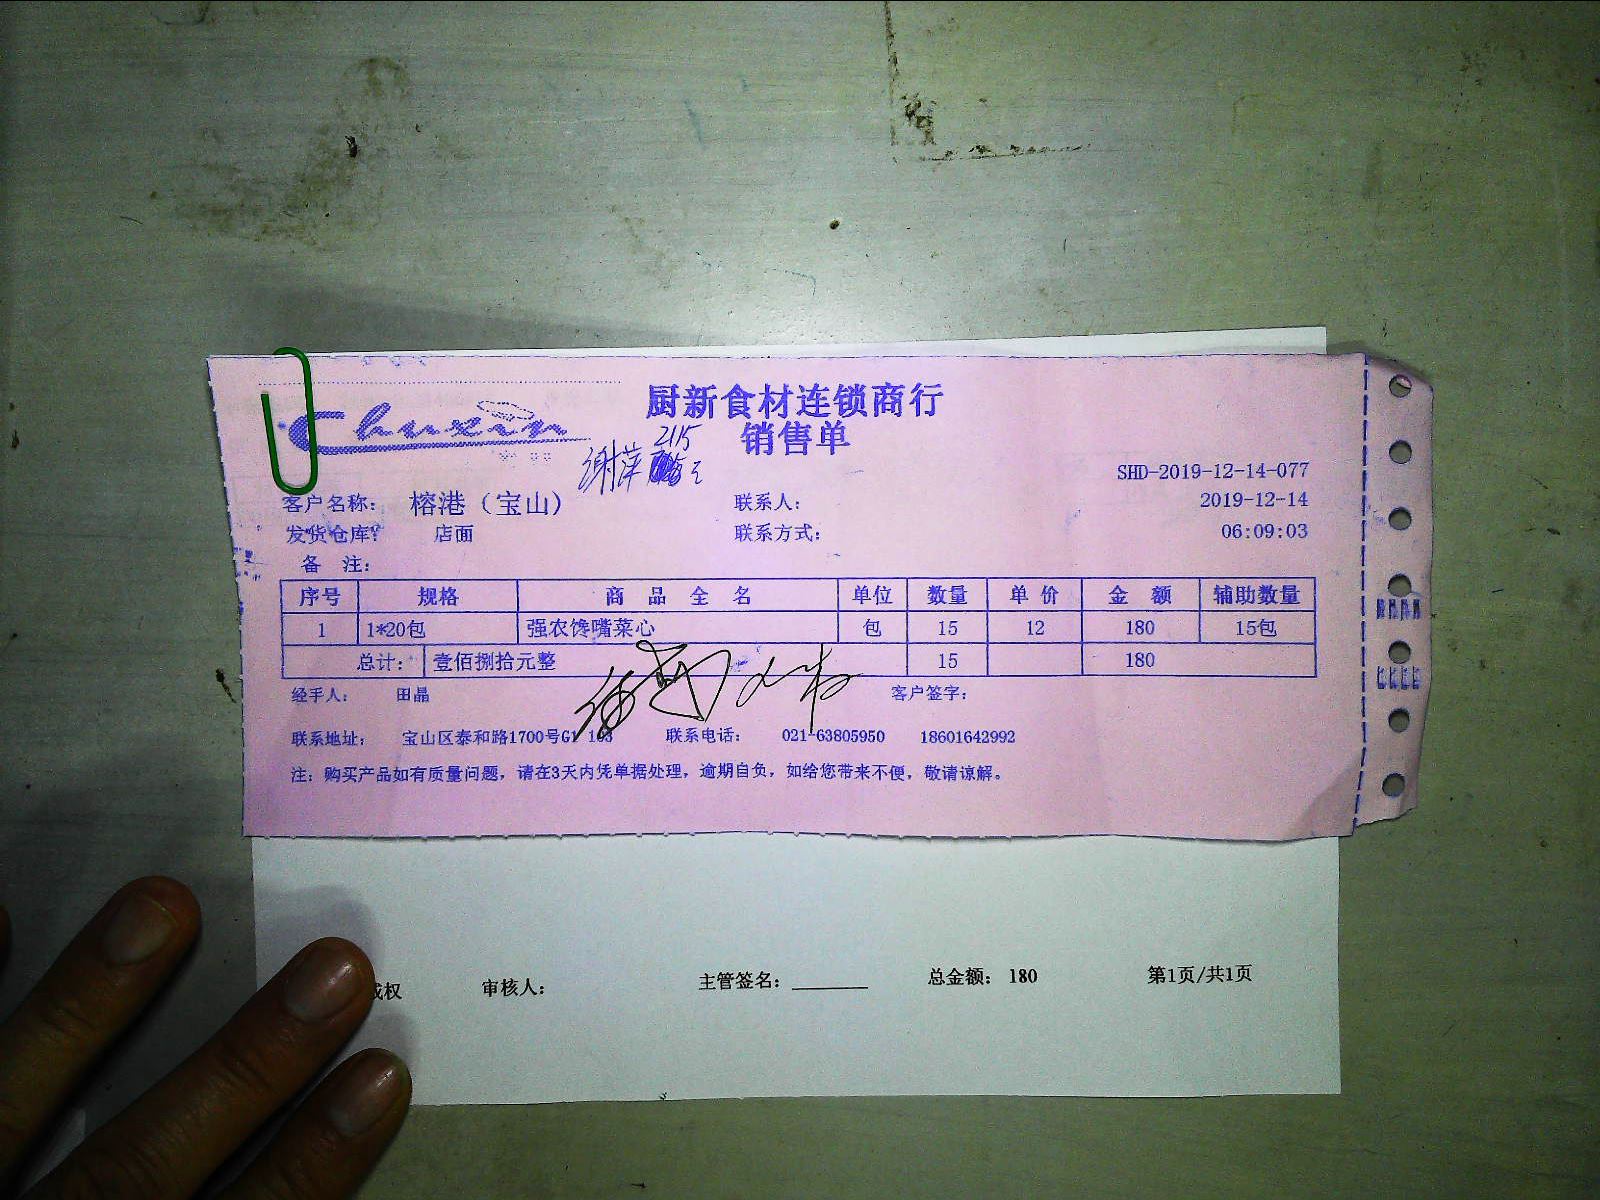 厨新食材连锁商行
Chuxin
销售单
2115
谢萍
SHD-2019-12-14-077
客户名称: 榕港(宝山) 联系人: 2019-12-14
发货仓库: 店面 联系方式: 06:09:03
备 注:
序号 规格 商 品 全 名 单位 数量 单 价 金 额 辅助数量
1 1*20包 强农馋嘴菜心 包 15 12 180 15包
总计: 壹佰捌拾元整 15 180
经手人: 田晶 客户签字:
联系地址: 宝山区泰和路1700号G1 103 联系电话: 021-63805950 18601642992
注: 购买产品如有质量问题, 请在3天内凭单据处理, 逾期自负, 如给您带来不便, 敬请谅解。
权 审核人: 主管签名: ________ 总金额: 180 第1页/共1页